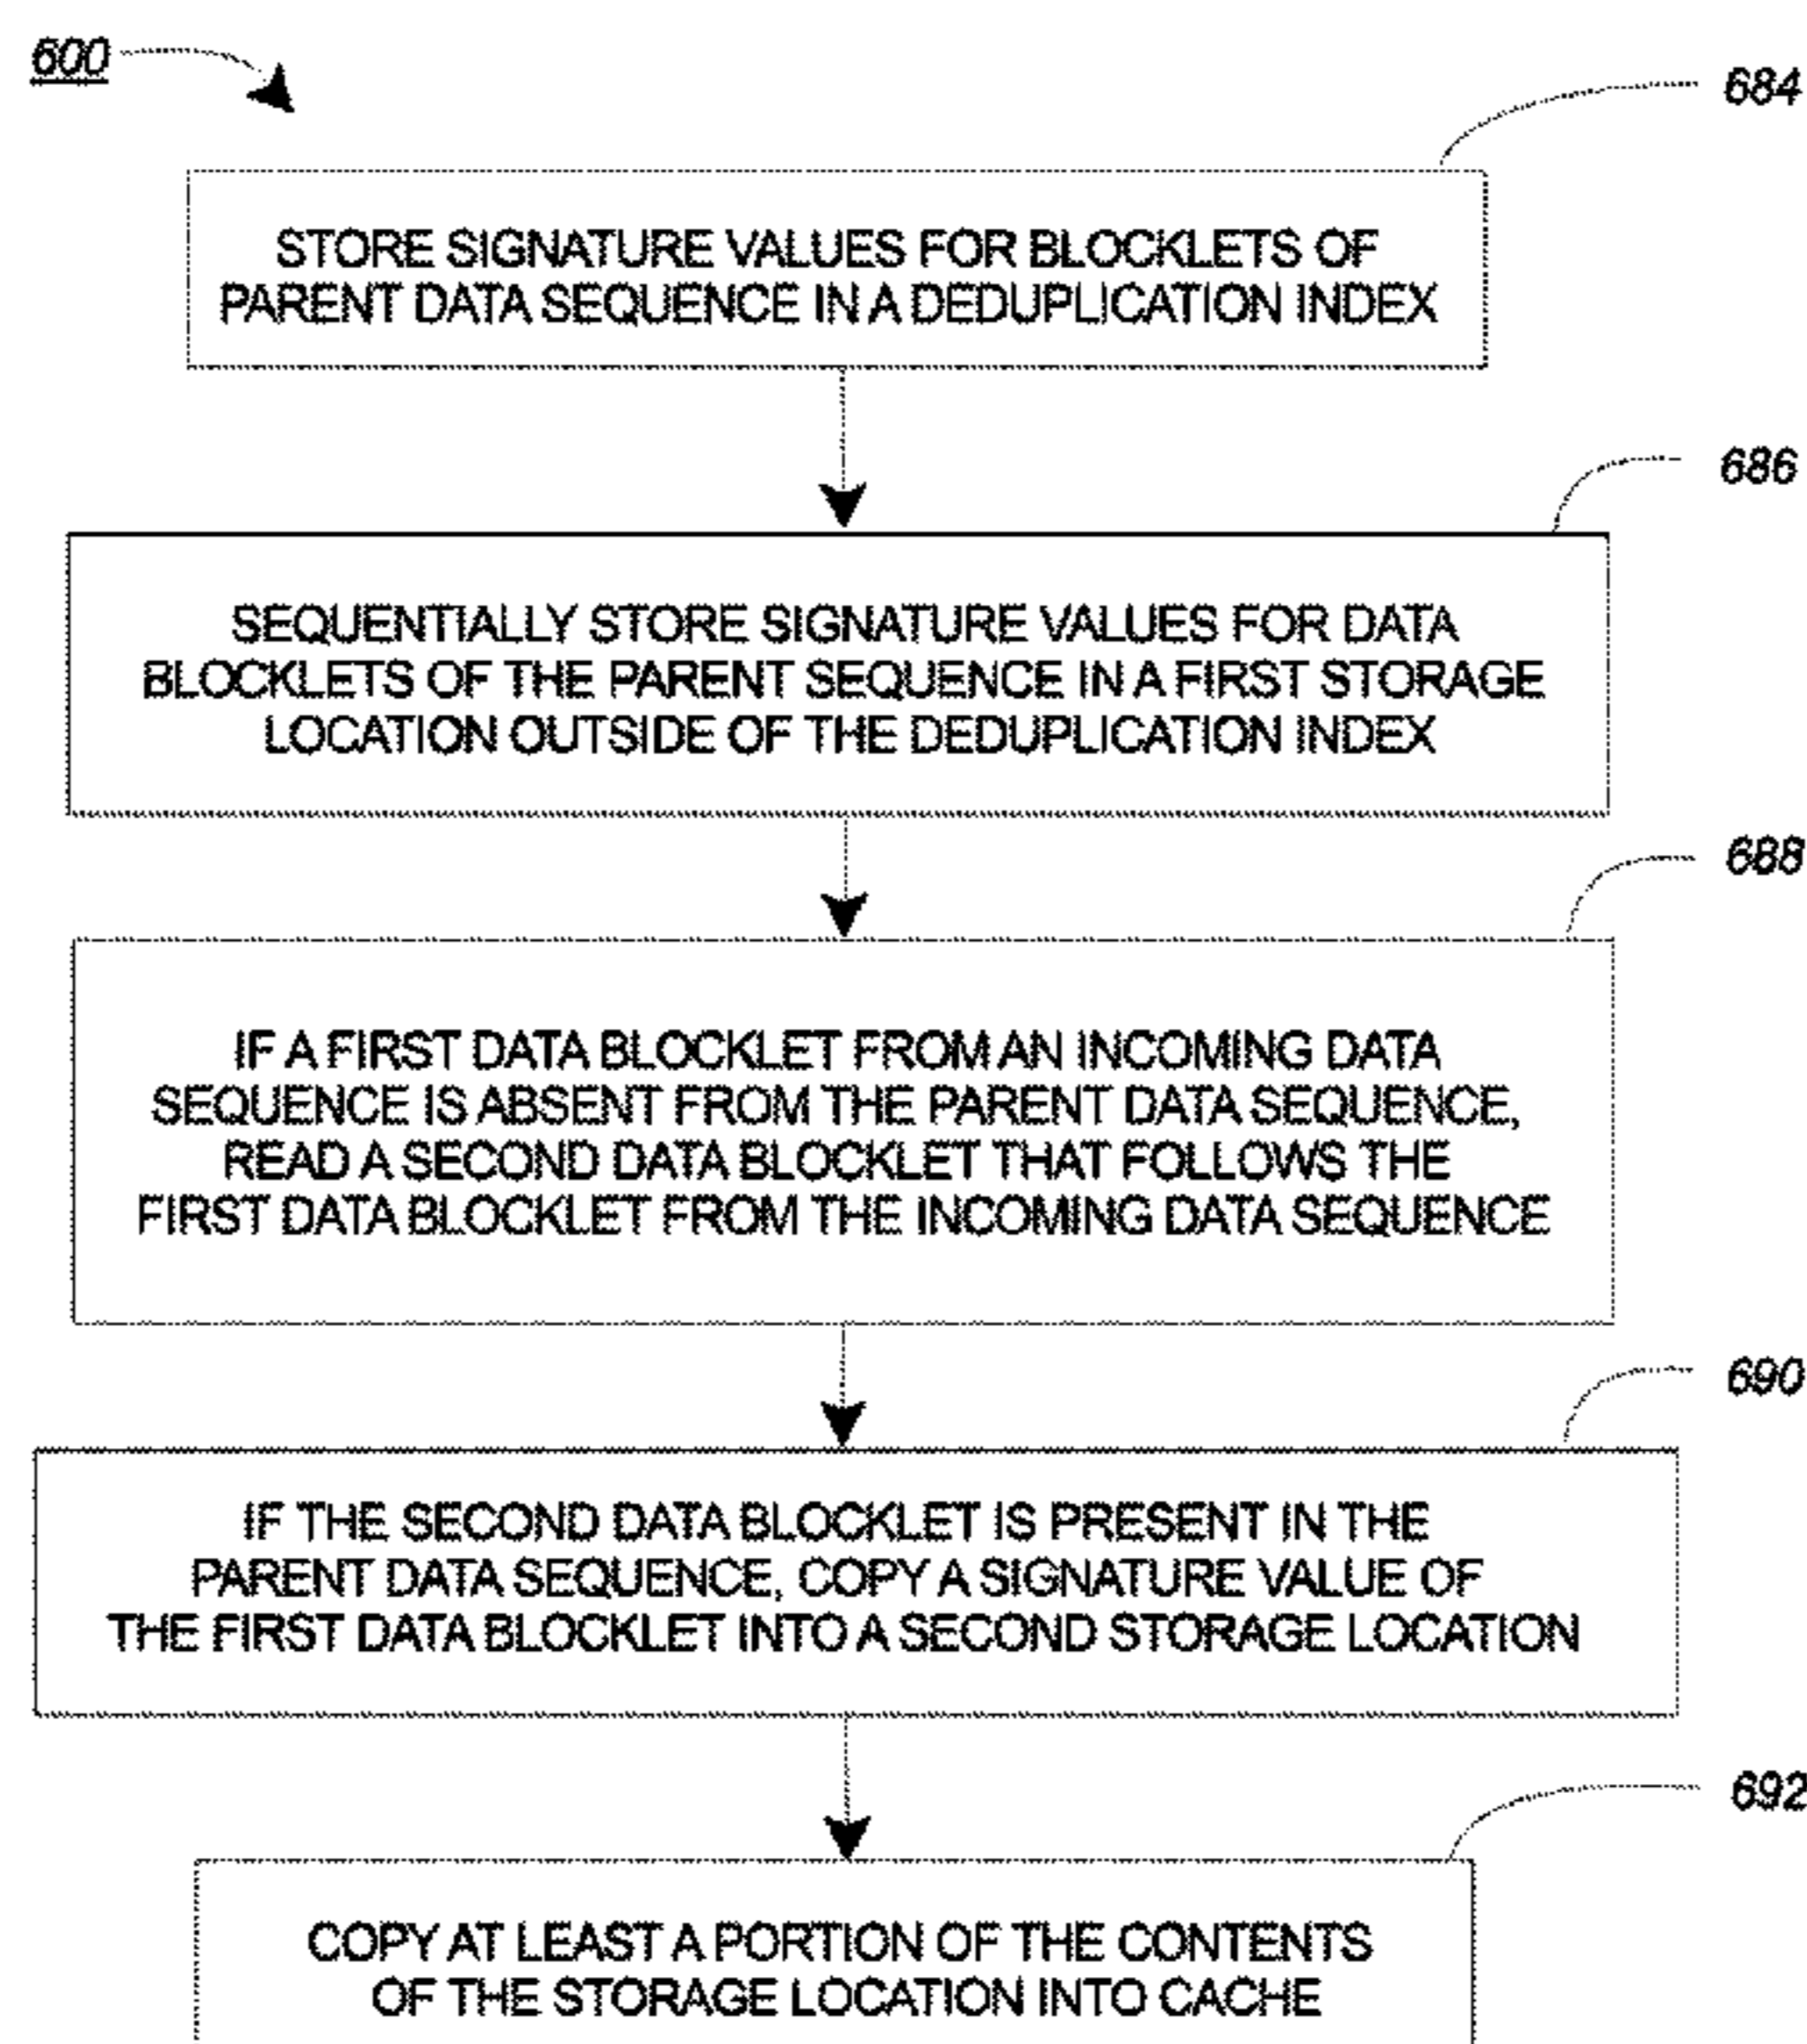 600
684
STORE SIGNATURE VALUES FOR BLOCKLETS OF
PARENT DATA SEQUENCE IN A DEDUPLICATION INDEX
686
SEQUENTIALLY STORE SIGNATURE VALUES FOR DATA
BLOCKLETS OF THE PARENT SEQUENCE IN A FIRST STORAGE
LOCATION OUTSIDE OF THE DEDUPLICATION INDEX
688
IF A FIRST DATA BLOCKLET FROM AN INCOMING DATA
SEQUENCE IS ABSENT FROM THE PARENT DATA SEQUENCE,
READ A SECOND DATA BLOCKLET THAT FOLLOWS THE
FIRST DATA BLOCKLET FROM THE INCOMING DATA SEQUENCE
690
IF THE SECOND DATA BLOCKLET IS PRESENT IN THE
PARENT DATA SEQUENCE, COPY A SIGNATURE VALUE OF
THE FIRST DATA BLOCKLET INTO A SECOND STORAGE LOCATION
692
COPY AT LEAST A PORTION OF THE CONTENTS
OF THE STORAGE LOCATION INTO CACHE